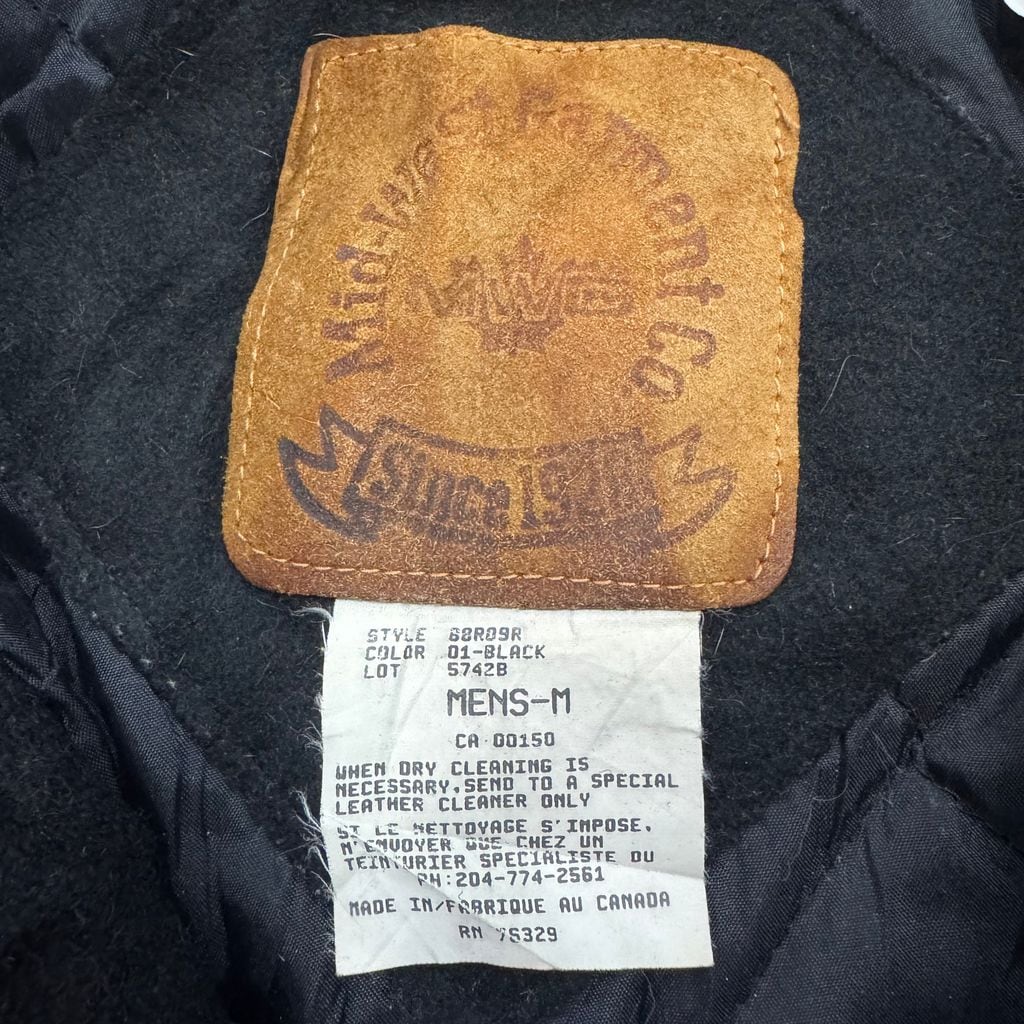 Mid-West Garment Co
MWG
Since 19
STYLE 68R09R
COLOR 01-BLACK
LOT 5742B
MENS-M
CA 00150
WHEN DRY CLEANING IS
NECESSARY,SEND TO A SPECIAL
LEATHER CLEANER ONLY
SI LE NETTOYAGE S'IMPOSE,
N'ENVOYER QUE CHEZ UN
TEINTURIER SPECIALISTE DU
PH:204-774-2561
MADE IN/FABRIQUE AU CANADA
RN 76329